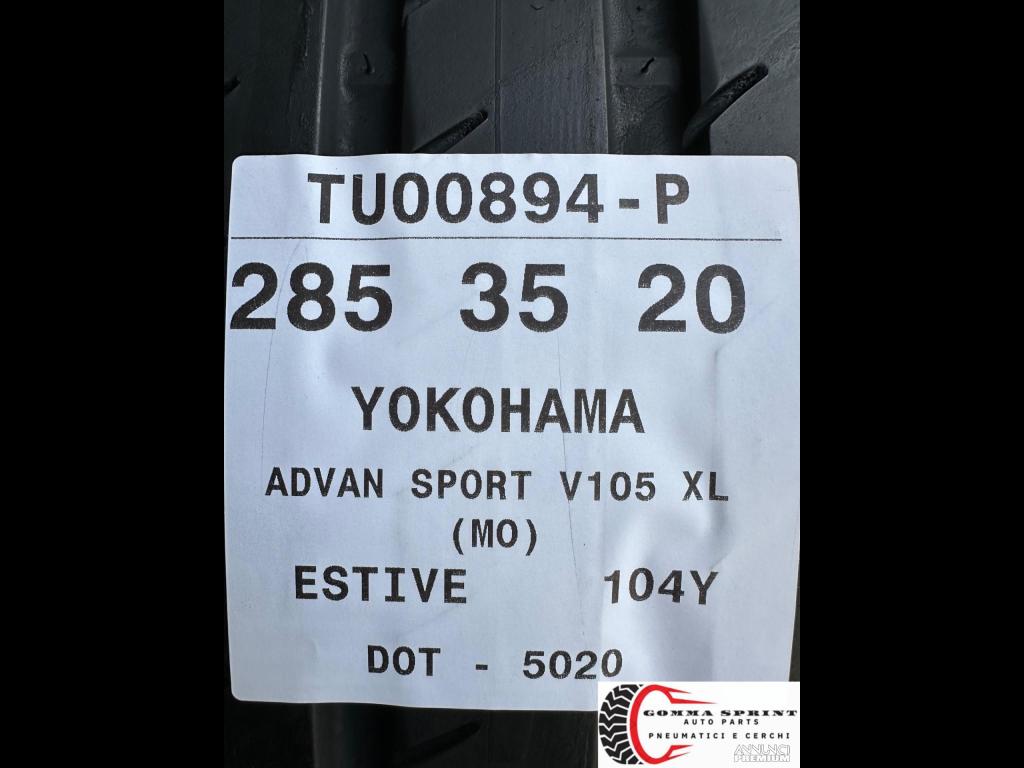 TU00894-P
285 35 20
YOKOHAMA
ADVAN SPORT V105 XL
(MO)
ESTIVE 104Y
DOT - 5020
GOMMA SPRINT
AUTO PARTS
PNEUMATICI E CERCHI
ANNUNCI
PREMIUM